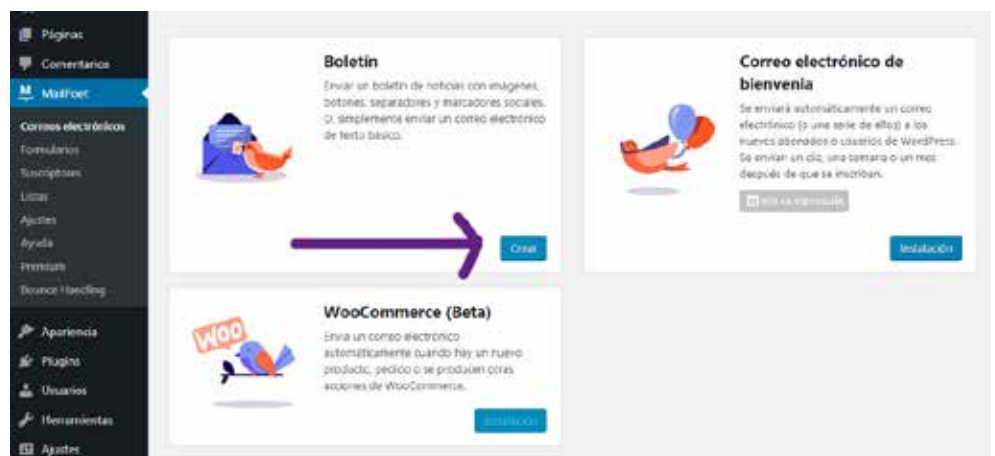 Páginas
Comentarios
MailPoet
Correos electrónicos
Formularios
Suscriptores
Listas
Ajustes
Ayuda
Premium
Bounce Handling
Apariencia
Plugins
Usuarios
Herramientas
Ajustes
Boletín
Enviar un boletín de noticias con imágenes,
botones, separadores y marcadores sociales.
O, simplemente enviar un correo electrónico
de texto básico.
Crear
Correo electrónico de
bienvenia
Se enviará automáticamente un correo
electrónico (o una serie de ellos) a los
nuevos abonados o usuarios de WordPress.
Se envían un día, una semana o un mes
después de que se inscriban.
Instalación
WOO
WooCommerce (Beta)
Envía un correo electrónico
automáticamente cuando hay un nuevo
producto, pedido o se producen otras
acciones de WooCommerce.
Instalación